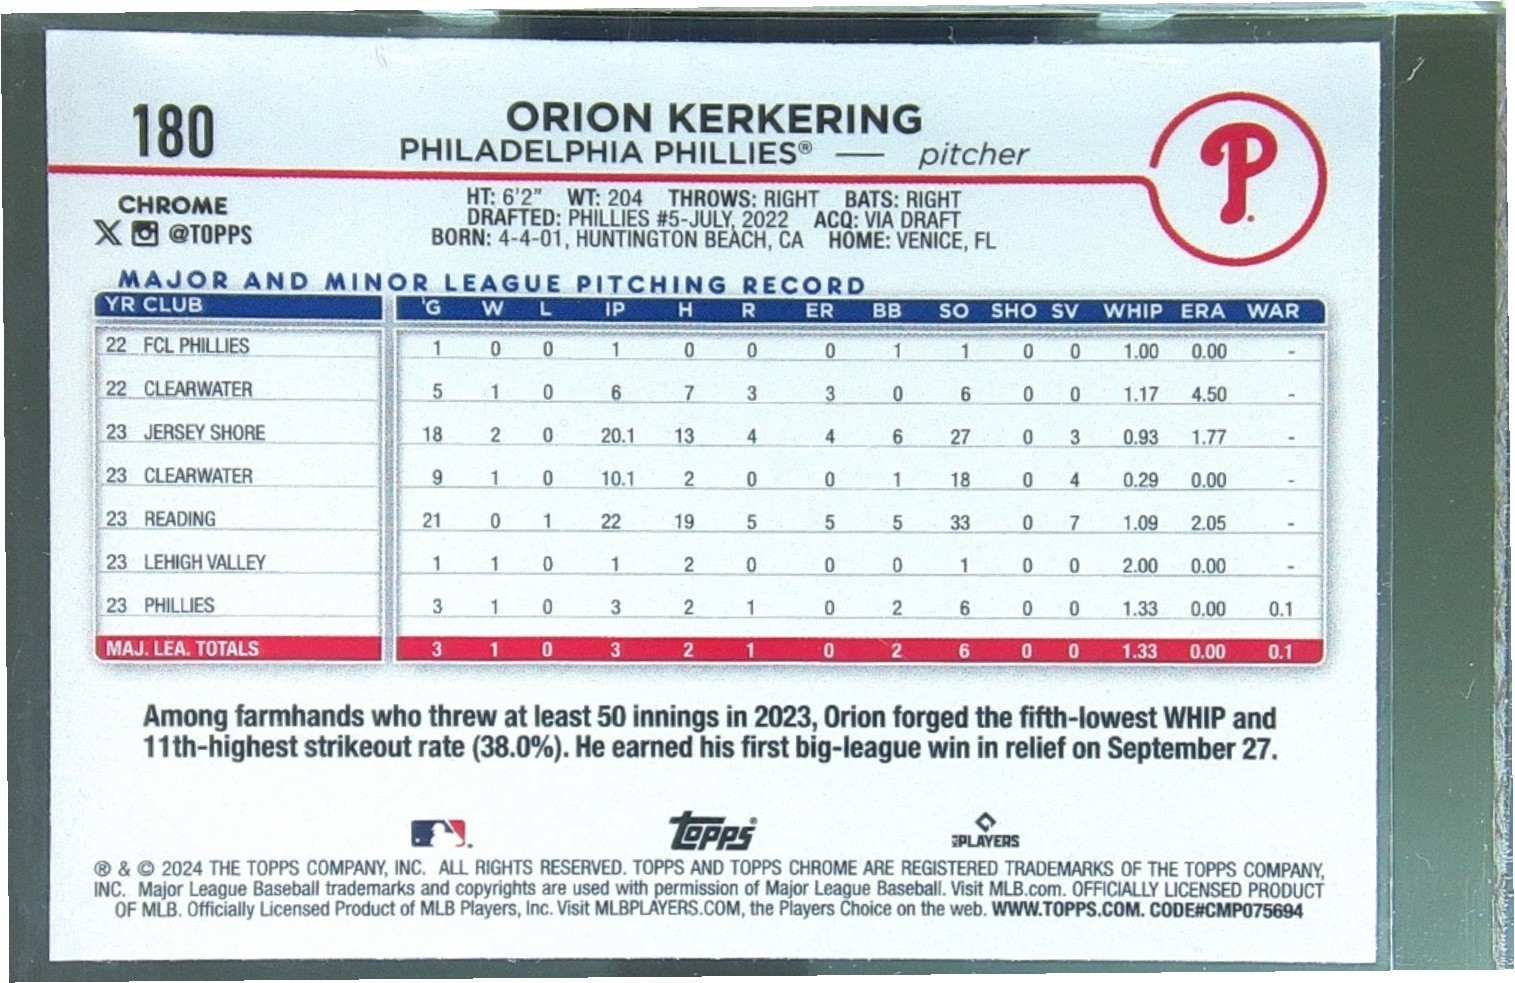 180
ORION KERKERING
PHILADELPHIA PHILLIES® — pitcher
P
CHROME
X @TOPPS
HT: 6'2" WT: 204 THROWS: RIGHT BATS: RIGHT
DRAFTED: PHILLIES #5-JULY, 2022 ACQ: VIA DRAFT
BORN: 4-4-01, HUNTINGTON BEACH, CA HOME: VENICE, FL
MAJOR AND MINOR LEAGUE PITCHING RECORD
YR CLUB G W L IP H R ER BB SO SHO SV WHIP ERA WAR
22 FCL PHILLIES 1 0 0 1 0 0 0 1 1 0 0 1.00 0.00 -
22 CLEARWATER 5 1 0 6 7 3 3 0 6 0 0 1.17 4.50 -
23 JERSEY SHORE 18 2 0 20.1 13 4 4 6 27 0 3 0.93 1.77 -
23 CLEARWATER 9 1 0 10.1 2 0 0 1 18 0 4 0.29 0.00 -
23 READING 21 0 1 22 19 5 5 5 33 0 7 1.09 2.05 -
23 LEHIGH VALLEY 1 1 0 1 2 0 0 0 1 0 0 2.00 0.00 -
23 PHILLIES 3 1 0 3 2 1 0 2 6 0 0 1.33 0.00 0.1
MAJ. LEA. TOTALS 3 1 0 3 2 1 0 2 6 0 0 1.33 0.00 0.1
Among farmhands who threw at least 50 innings in 2023, Orion forged the fifth-lowest WHIP and
11th-highest strikeout rate (38.0%). He earned his first big-league win in relief on September 27.
topps®
MLB PLAYERS
® & © 2024 THE TOPPS COMPANY, INC. ALL RIGHTS RESERVED. TOPPS AND TOPPS CHROME ARE REGISTERED TRADEMARKS OF THE TOPPS COMPANY,
INC. Major League Baseball trademarks and copyrights are used with permission of Major League Baseball. Visit MLB.com. OFFICIALLY LICENSED PRODUCT
OF MLB. Officially Licensed Product of MLB Players, Inc. Visit MLBPLAYERS.COM, the Players Choice on the web. WWW.TOPPS.COM. CODE#CMP075694